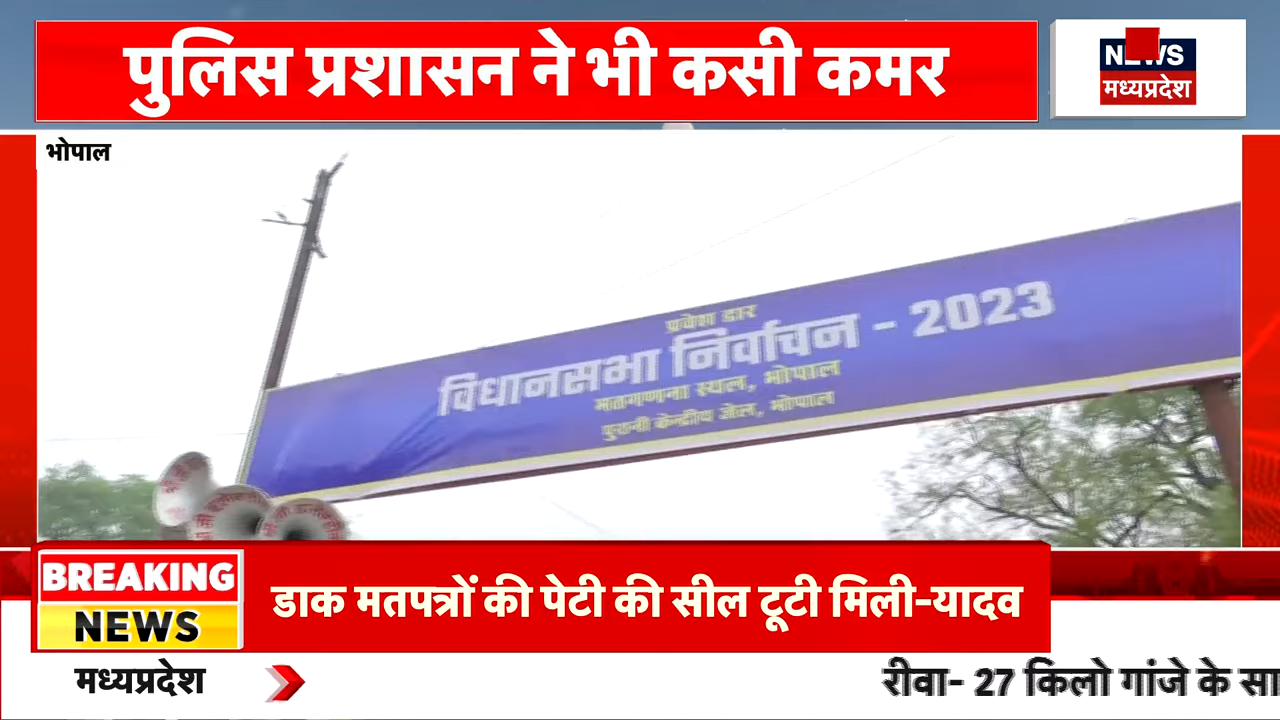 पुलिस प्रशासन ने भी कसी कमर
NEWS
मध्यप्रदेश
भोपाल
प्रवेश द्वार
विधानसभा निर्वाचन - 2023
मतगणना स्थल, भोपाल
पुरानी केन्द्रीय जेल, भोपाल
BREAKING
NEWS
डाक मतपत्रों की पेटी की सील टूटी मिली-यादव
मध्यप्रदेश
रीवा- 27 किलो गांजे के सा